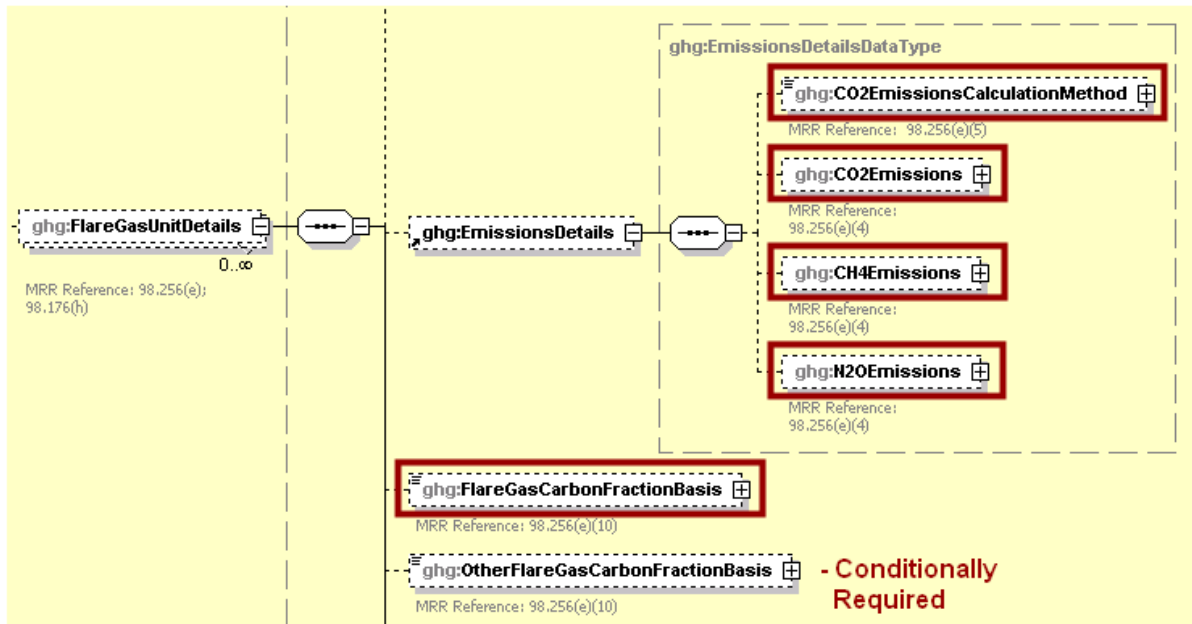 ghg:EmissionsDetailsDataType
ghg:CO2EmissionsCalculationMethod
MRR Reference: 98.256(e)(5)
ghg:CO2Emissions
MRR Reference:
98.256(e)(4)
ghg:FlareGasUnitDetails
0..∞
MRR Reference: 98.256(e);
98.176(h)
ghg:EmissionsDetails
ghg:CH4Emissions
MRR Reference:
98.256(e)(4)
ghg:N2OEmissions
MRR Reference:
98.256(e)(4)
ghg:FlareGasCarbonFractionBasis
MRR Reference: 98.256(e)(10)
ghg:OtherFlareGasCarbonFractionBasis
MRR Reference: 98.256(e)(10)
- Conditionally
Required